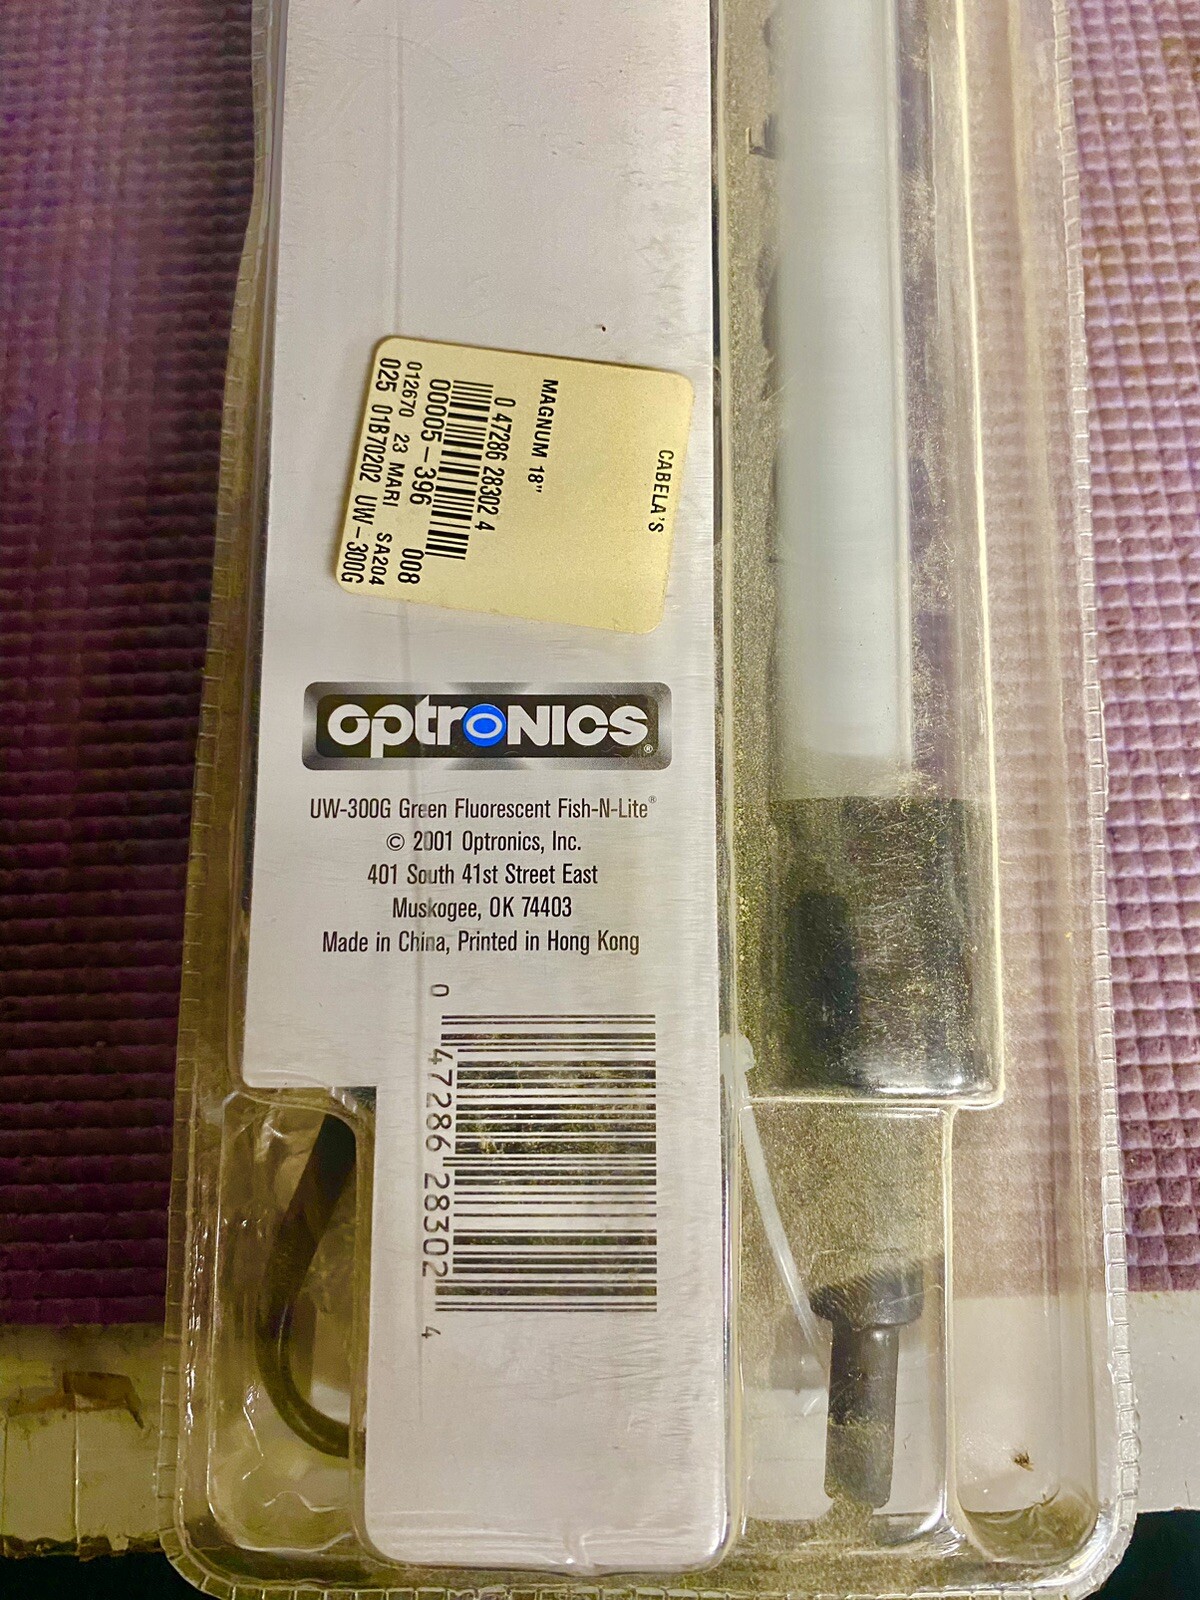 CABELA'S
MAGNUM 18"
0 47286 28302 4
00005-396 008
012670 23 MARI SA204
025 01B70202 UW-300G
optronics®
UW-300G Green Fluorescent Fish-N-Lite®
© 2001 Optronics, Inc.
401 South 41st Street East
Muskogee, OK 74403
Made in China, Printed in Hong Kong
0 47286 28302 4